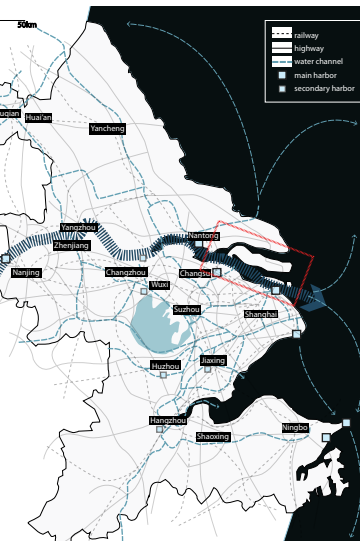 50km
railway
highway
water channel
main harbor
secondary harbor
uqian
Huai'an
Yancheng
Yangzhou
Nantong
Zhenjiang
Nanjing
Changzhou
Changsu
Wuxi
Suzhou
Shanghai
Huzhou
Jiaxing
Hangzhou
Ningbo
Shaoxing